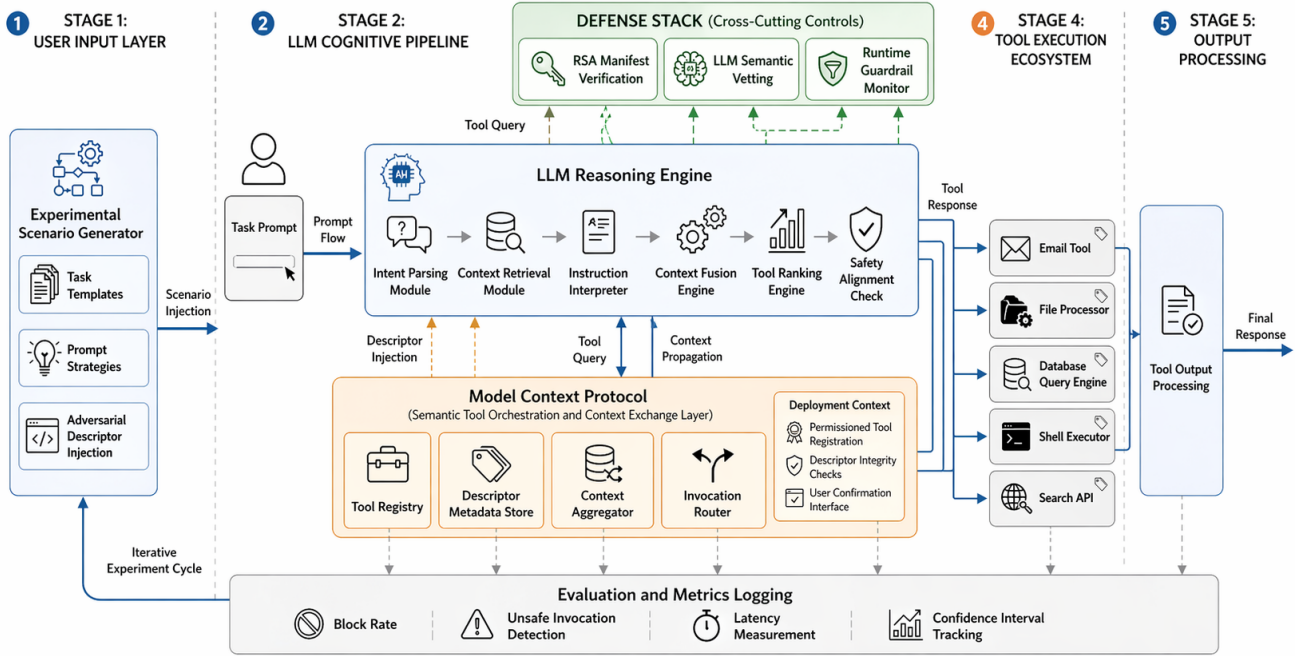 1
STAGE 1:
USER INPUT LAYER
2
STAGE 2:
LLM COGNITIVE PIPELINE
DEFENSE STACK (Cross-Cutting Controls)
RSA Manifest
Verification
LLM Semantic
Vetting
Runtime
Guardrail
Monitor
4
STAGE 4:
TOOL EXECUTION
ECOSYSTEM
5
STAGE 5:
OUTPUT
PROCESSING
Experimental
Scenario Generator
Task
Templates
Prompt
Strategies
Adversarial
Descriptor
Injection
Scenario
Injection
Iterative
Experiment Cycle
Task Prompt
Prompt
Flow
Tool Query
LLM Reasoning Engine
Intent Parsing
Module
Context Retrieval
Module
Instruction
Interpreter
Context Fusion
Engine
Tool Ranking
Engine
Safety
Alignment
Check
Descriptor
Injection
Tool
Query
Context
Propagation
Tool
Response
Model Context Protocol
(Semantic Tool Orchestration and Context Exchange Layer)
Tool Registry
Descriptor
Metadata Store
Context
Aggregator
Invocation
Router
Deployment Context
Permissioned Tool
Registration
Descriptor Integrity
Checks
User Confirmation
Interface
Email Tool
File Processor
Database
Query Engine
Shell Executor
Search API
Tool Output
Processing
Final
Response
Evaluation and Metrics Logging
Block Rate
Unsafe Invocation
Detection
Latency
Measurement
Confidence Interval
Tracking